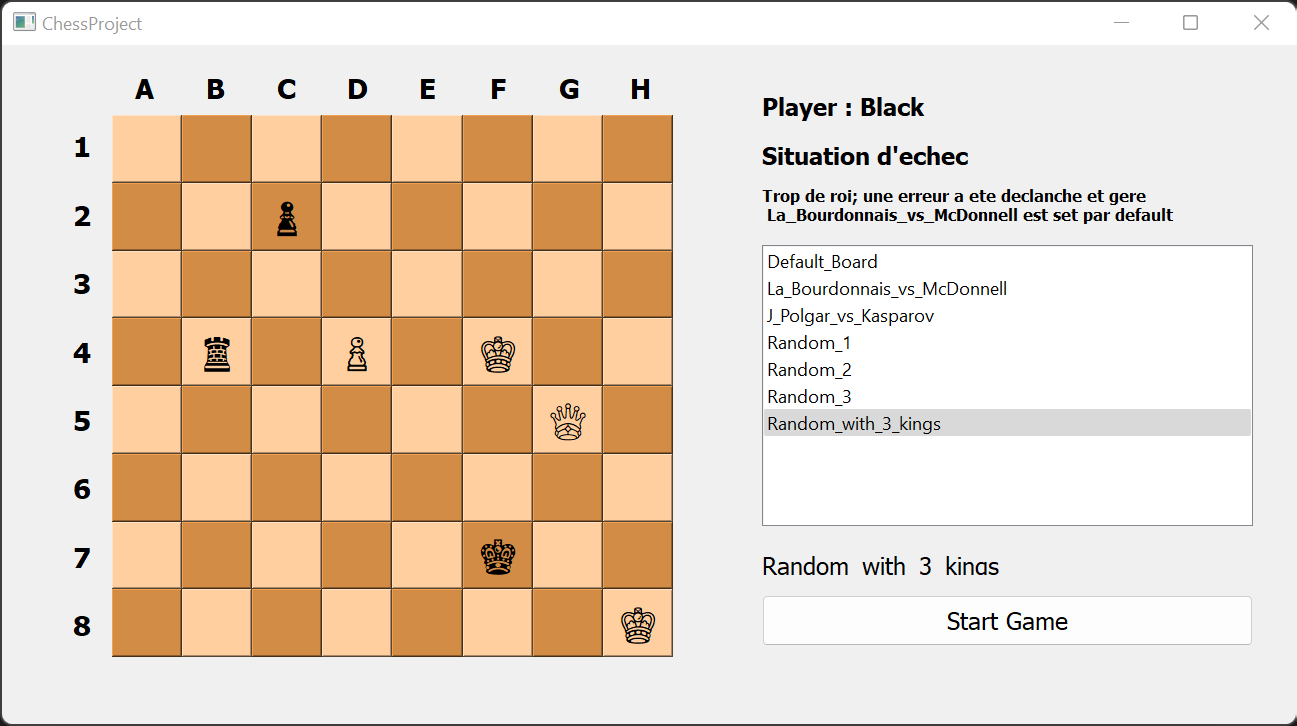 ChessProject
A B C D E F G H
1
2
3
4
5
6
7
8
Player : Black
Situation d'echec
Trop de roi; une erreur a ete declanche et gere
La_Bourdonnais_vs_McDonnell est set par default
Default_Board
La_Bourdonnais_vs_McDonnell
J_Polgar_vs_Kasparov
Random_1
Random_2
Random_3
Random_with_3_kings
Random with 3 kings
Start Game